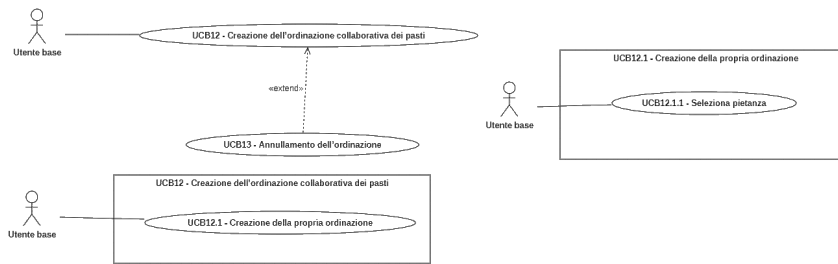 Utente base
UCB12 - Creazione dell'ordinazione collaborativa dei pasti
«extend»
UCB13 - Annullamento dell'ordinazione
UCB12.1 - Creazione della propria ordinazione
Utente base
UCB12.1.1 - Seleziona pietanza
UCB12 - Creazione dell'ordinazione collaborativa dei pasti
Utente base
UCB12.1 - Creazione della propria ordinazione